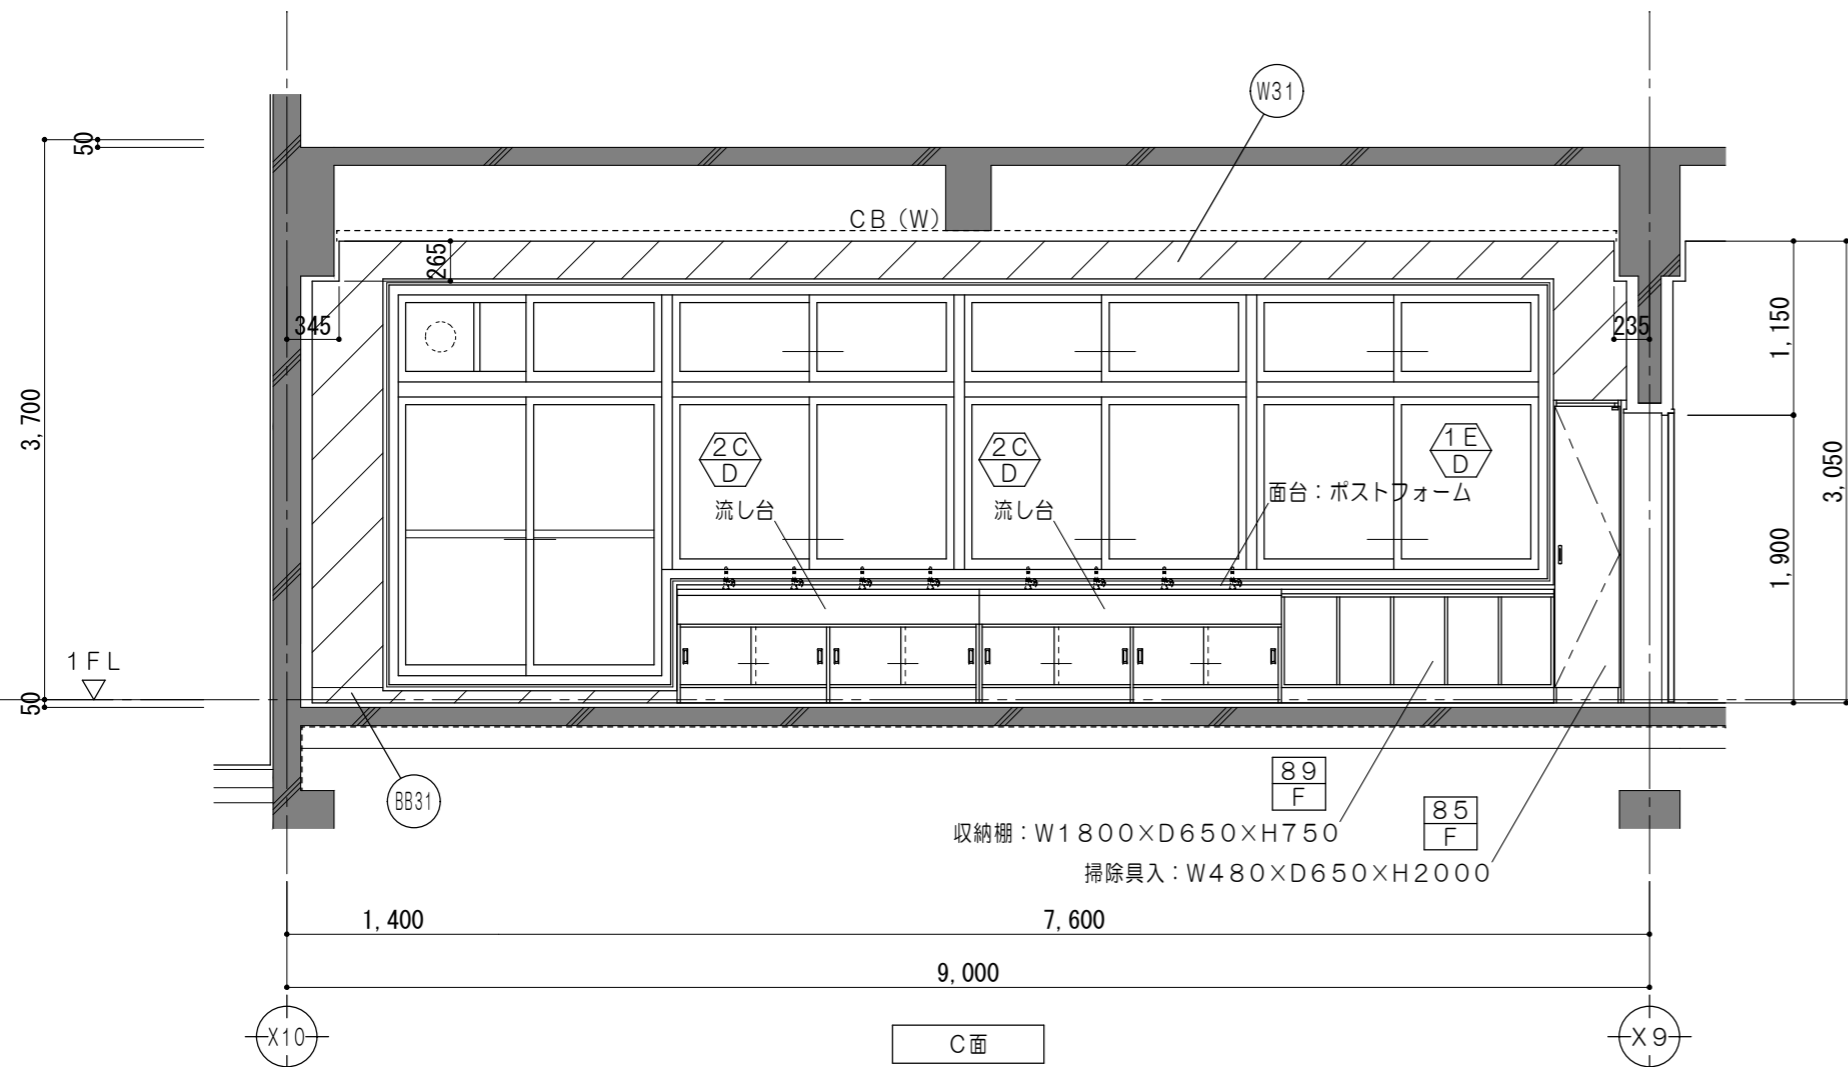 W31
50
CB（W）
265
345
235
1,150
3,700
3,050
2C
D
2C
D
1E
D
流し台
流し台
面台：ポストフォーム
1,900
1FL
50
BB31
89
F
85
F
収納棚：W1800×D650×H750
掃除具入：W480×D650×H2000
1,400
7,600
9,000
X10
C面
X9